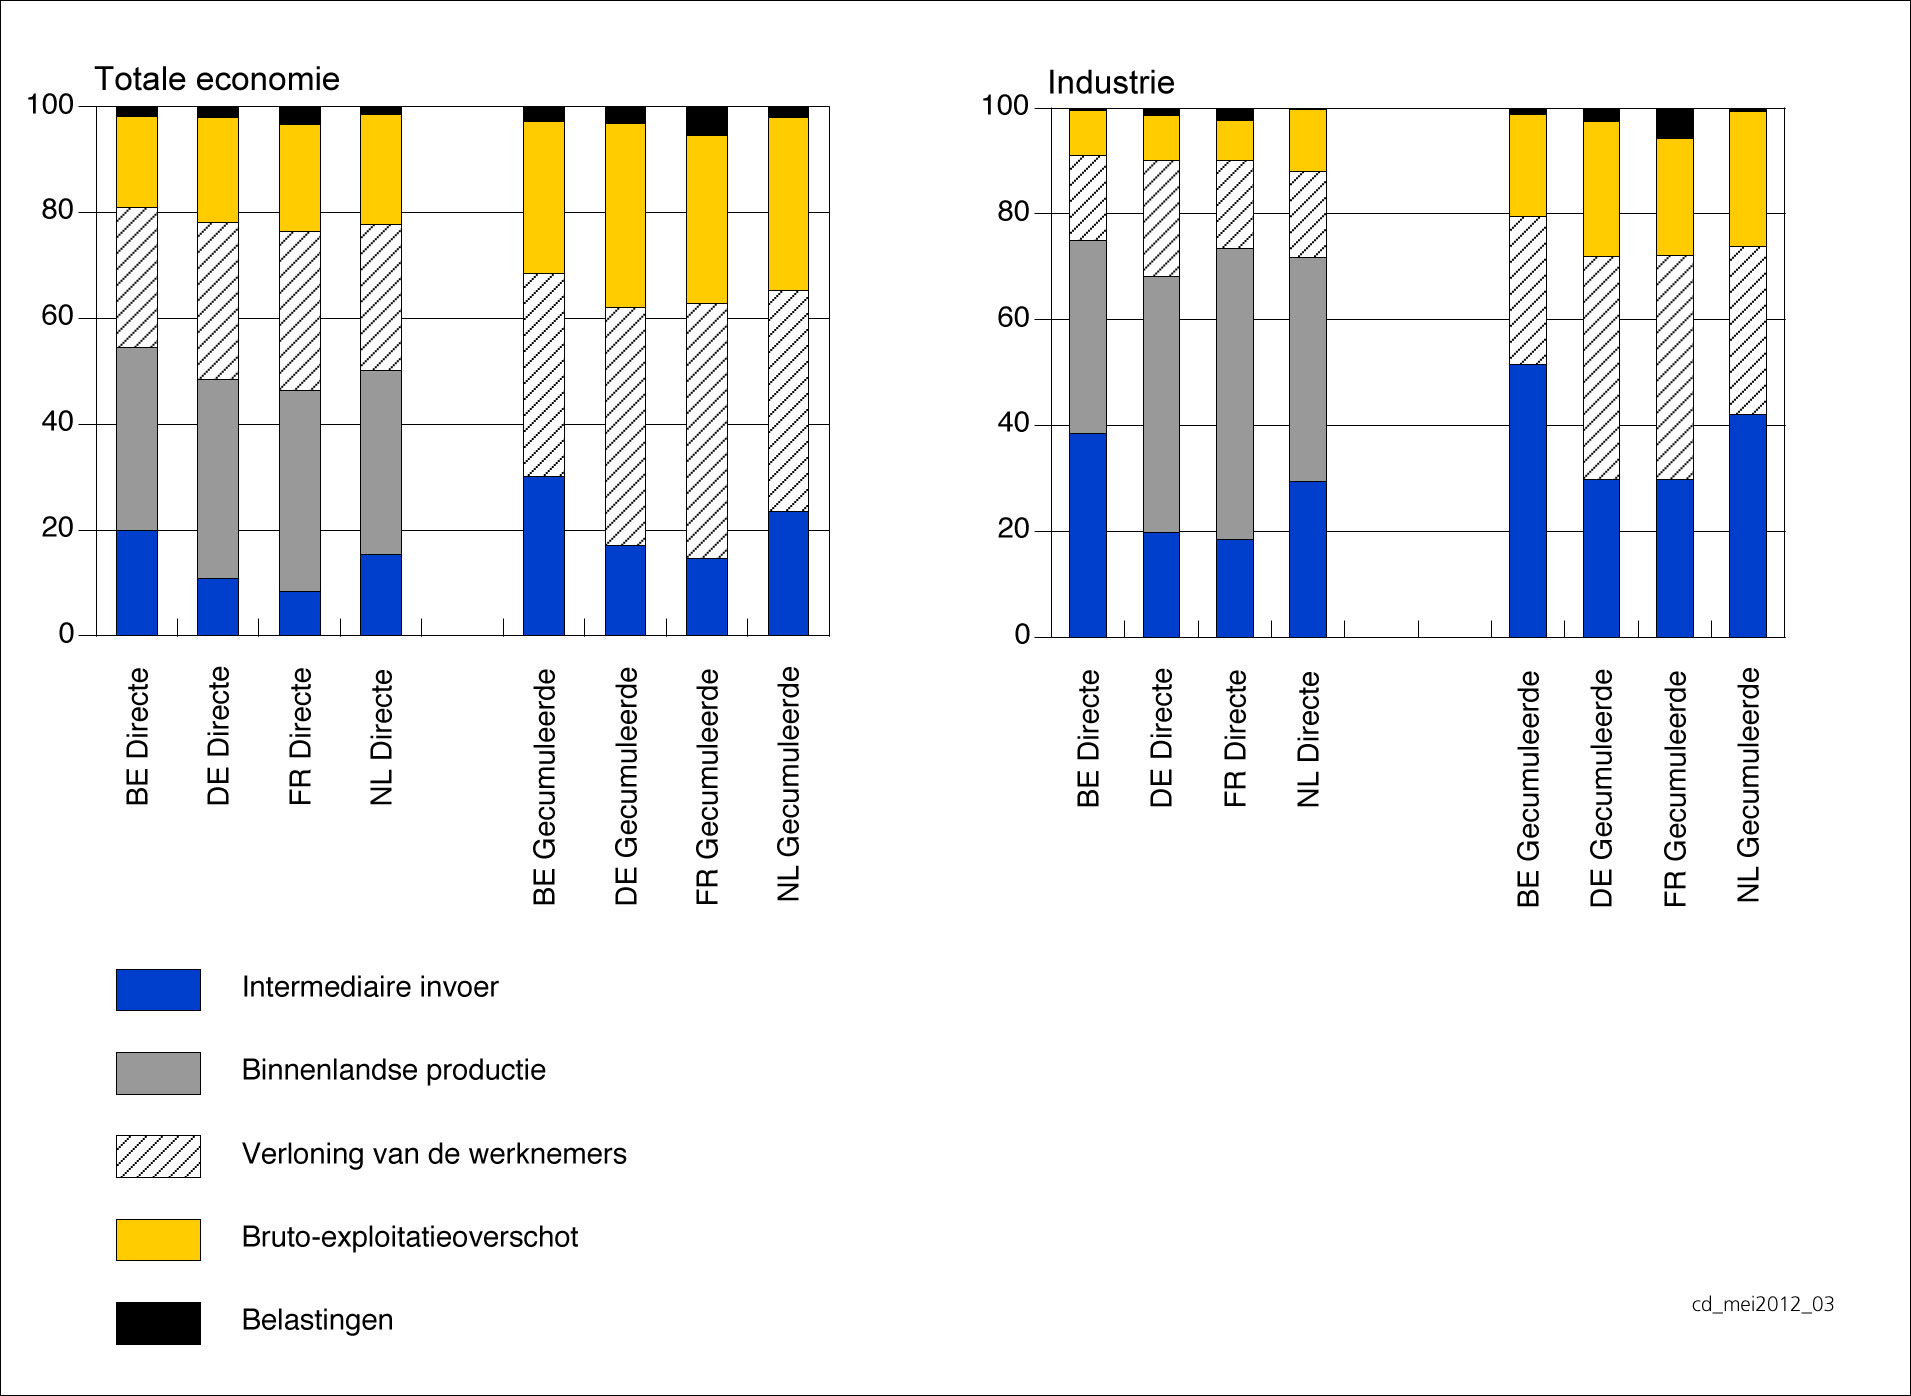 Totale economie
100
80
60
40
20
0
BE Directe
DE Directe
FR Directe
NL Directe
BE Gecumuleerde
DE Gecumuleerde
FR Gecumuleerde
NL Gecumuleerde
Industrie
100
80
60
40
20
0
BE Directe
DE Directe
FR Directe
NL Directe
BE Gecumuleerde
DE Gecumuleerde
FR Gecumuleerde
NL Gecumuleerde
Intermediaire invoer
Binnenlandse productie
Verloning van de werknemers
Bruto-exploitatieoverschot
Belastingen
cd_mei2012_03